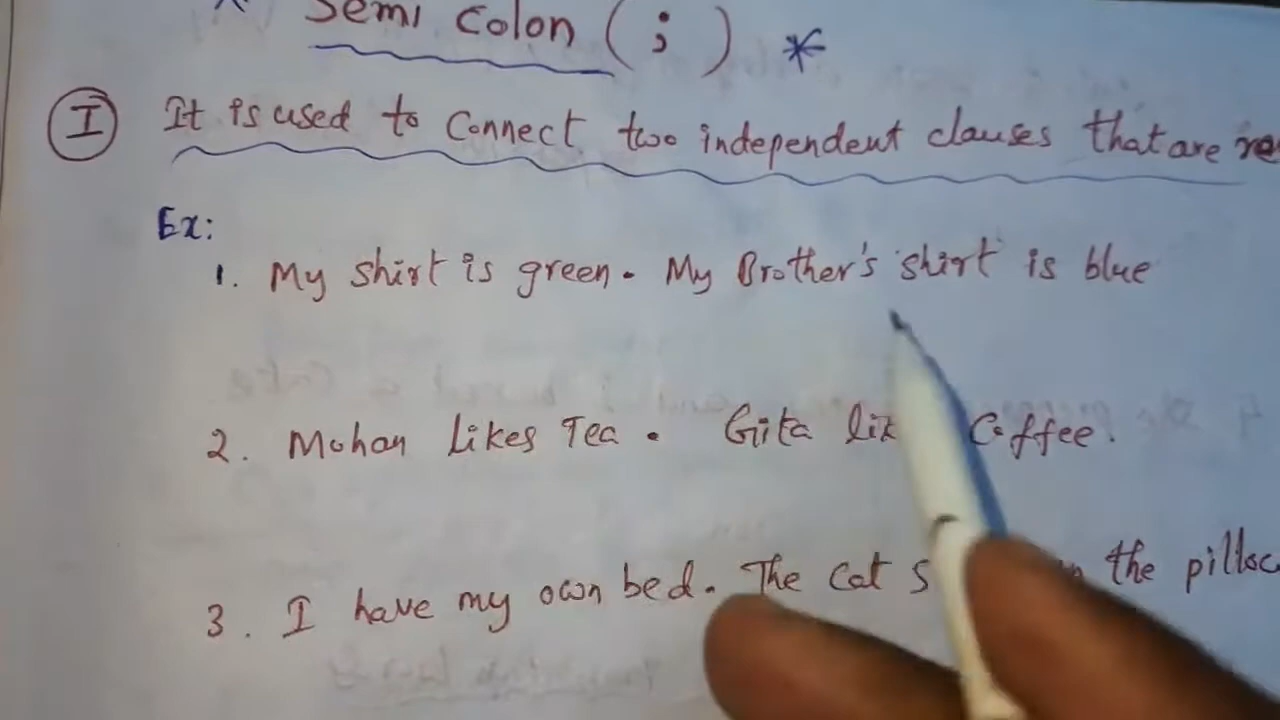 Semi Colon ( ; ) *
I It is used to Connect two independent clauses that are re
Ex:
1. My shirt is green. My Brother's shirt is blue
2. Mohan Likes Tea. Gita Coffee.
3. I have my own bed. The Cat the